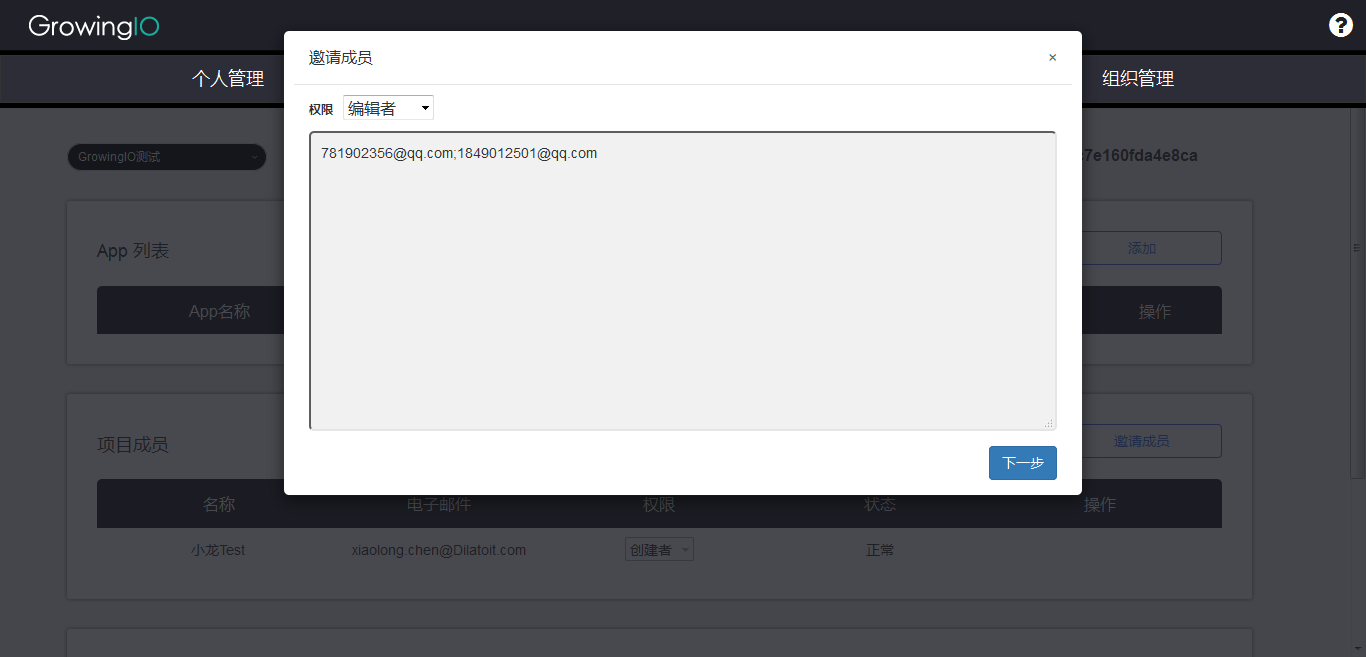 GrowingIO
?
个人管理
组织管理
邀请成员
×
权限 编辑者
781902356@qq.com;1849012501@qq.com
下一步
GrowingIO测试
7e160fda4e8ca
App 列表
添加
App名称
操作
项目成员
邀请成员
名称 电子邮件 权限 状态 操作
小龙Test xiaolong.chen@Dilatoit.com 创建者 正常